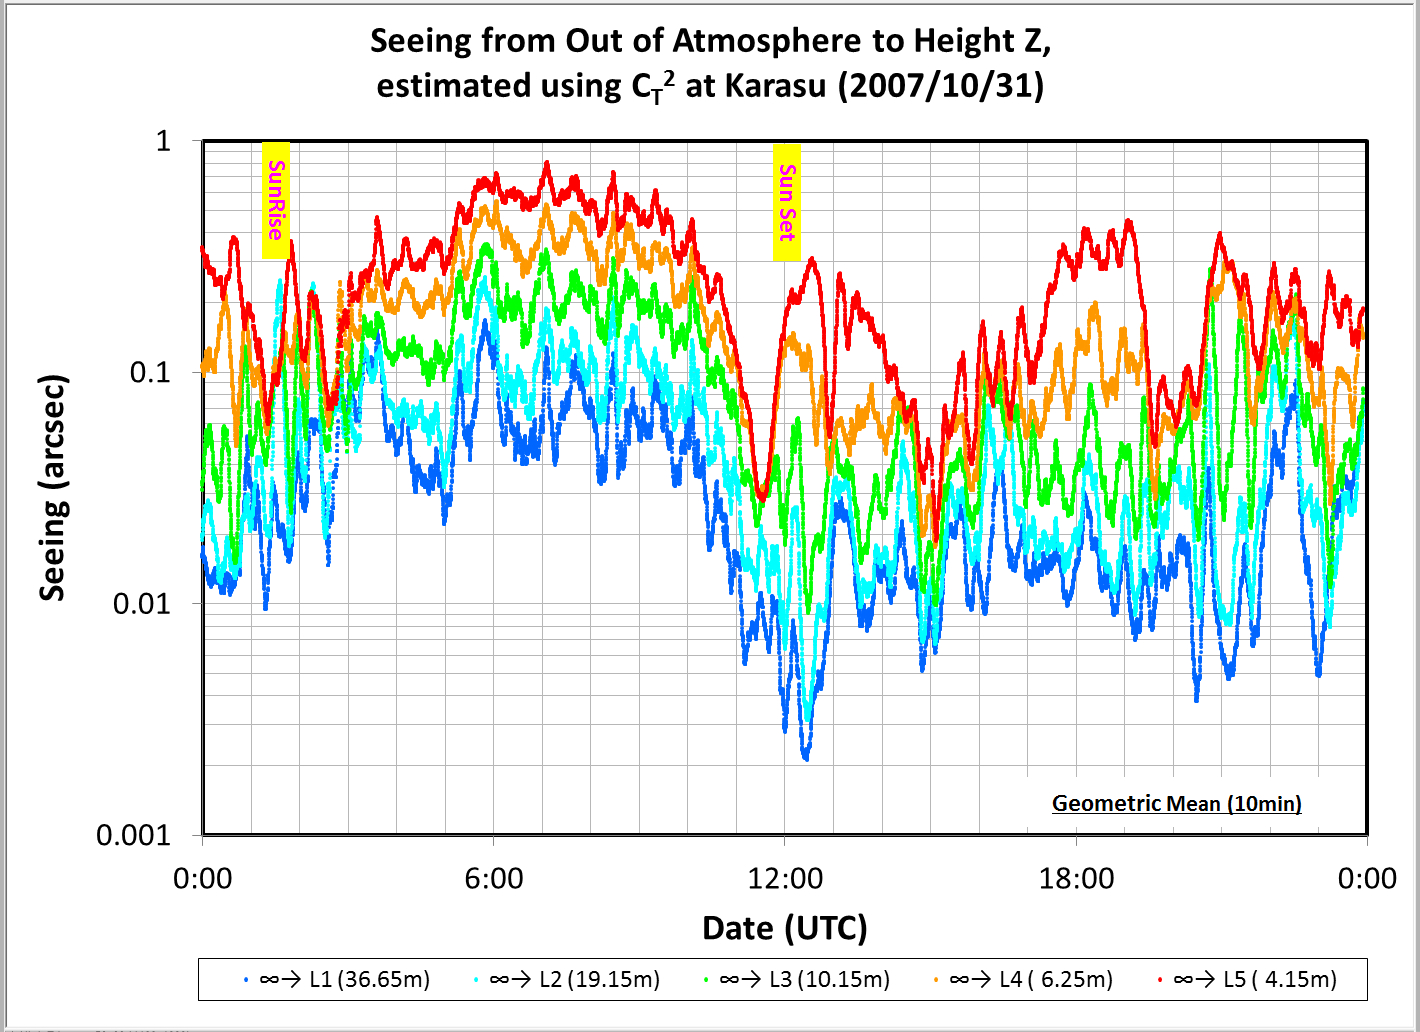 Seeing from Out of Atmosphere to Height Z,
estimated using C_T^2 at Karasu (2007/10/31)
1
SunRise
Sun Set
0.1
Seeing (arcsec)
0.01
Geometric Mean (10min)
0.001
0:00 6:00 12:00 18:00 0:00
Date (UTC)
∞→ L1 (36.65m) ∞→ L2 (19.15m) ∞→ L3 (10.15m) ∞→ L4 ( 6.25m) ∞→ L5 ( 4.15m)